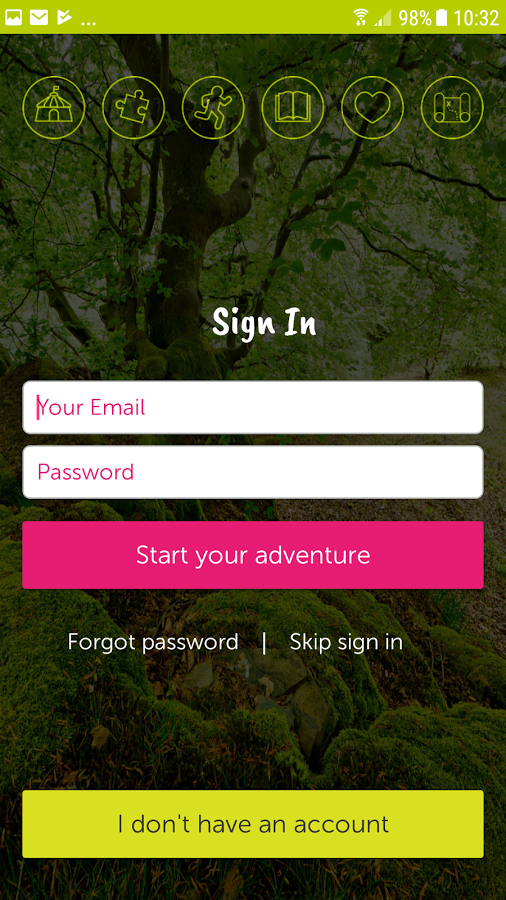 ... 98% 10:32
Sign In
Your Email
Password
Start your adventure
Forgot password | Skip sign in
I don't have an account